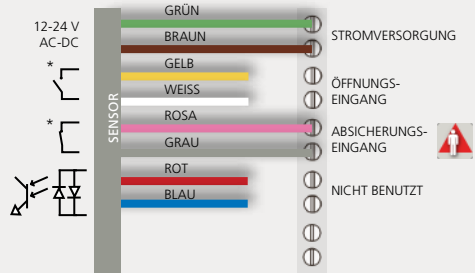 12-24 V
AC-DC
*
*
SENSOR
GRÜN
BRAUN
GELB
WEISS
ROSA
GRAU
ROT
BLAU
STROMVERSORGUNG
ÖFFNUNGS-
EINGANG
ABSICHERUNGS-
EINGANG
NICHT BENUTZT